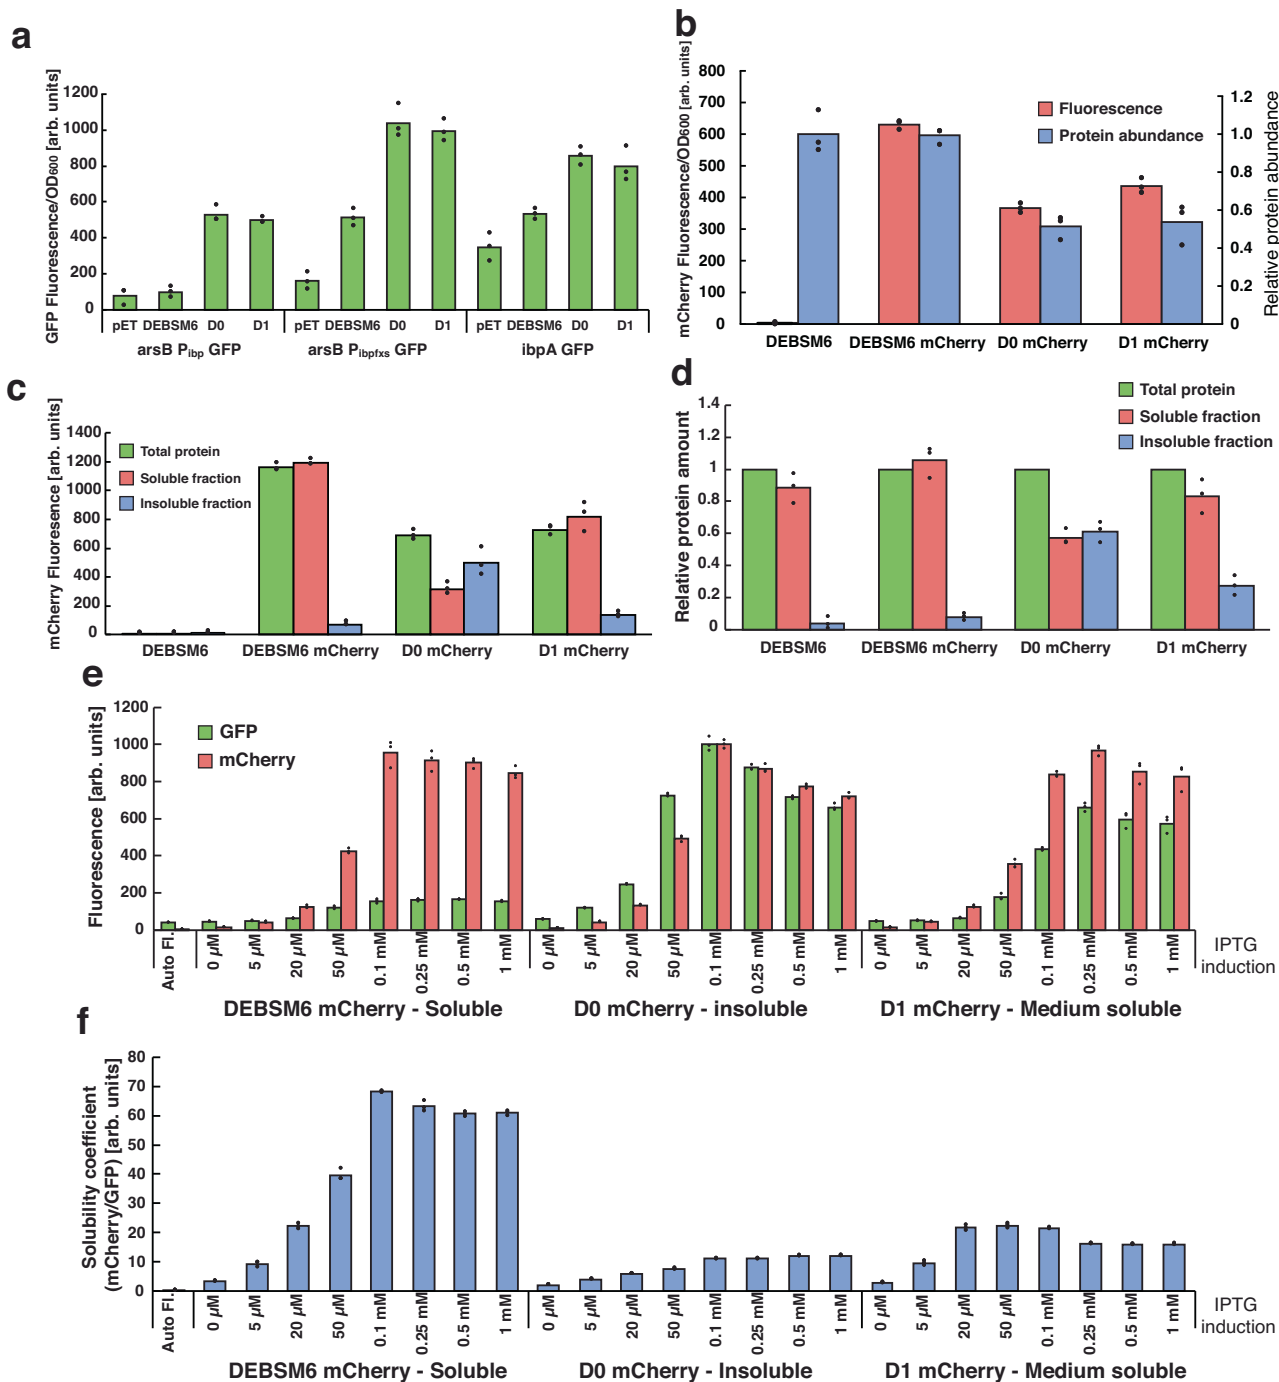 a
GFP Fluorescence/OD600 [arb. units]
1200
1000
800
600
400
200
0
pET DEBSM6 D0 D1 pET DEBSM6 D0 D1 pET DEBSM6 D0 D1
arsB Pibp GFP arsB Pibpfxs GFP ibpA GFP
b
mCherry Fluorescence/OD600 [arb. units]
800
700
600
500
400
300
200
100
0
Fluorescence
Protein abundance
1.2
1.0
0.8
0.6
0.4
0.2
0
Relative protein abundance
DEBSM6 DEBSM6 mCherry D0 mCherry D1 mCherry
c
mCherry Fluoresence [arb. units]
1400
1200
1000
800
600
400
200
0
Total protein
Soluble fraction
Insoluble fraction
DEBSM6 DEBSM6 mCherry D0 mCherry D1 mCherry
d
Relative protein amount
1.4
1.2
1
0.8
0.6
0.4
0.2
0
Total protein
Soluble fraction
Insoluble fraction
DEBSM6 DEBSM6 mCherry D0 mCherry D1 mCherry
e
Fluorescence [arb. units]
1200
1000
800
600
400
200
0
GFP
mCherry
Auto Fl. 0 µM 5 µM 20 µM 50 µM 0.1 mM 0.25 mM 0.5 mM 1 mM 0 µM 5 µM 20 µM 50 µM 0.1 mM 0.25 mM 0.5 mM 1 mM 0 µM 5 µM 20 µM 50 µM 0.1 mM 0.25 mM 0.5 mM 1 mM
IPTG
induction
DEBSM6 mCherry - Soluble D0 mCherry - insoluble D1 mCherry - Medium soluble
f
Solubility coefficient
(mCherry/GFP) [arb. units]
80
70
60
50
40
30
20
10
0
Auto Fl. 0 µM 5 µM 20 µM 50 µM 0.1 mM 0.25 mM 0.5 mM 1 mM 0 µM 5 µM 20 µM 50 µM 0.1 mM 0.25 mM 0.5 mM 1 mM 0 µM 5 µM 20 µM 50 µM 0.1 mM 0.25 mM 0.5 mM 1 mM
IPTG
induction
DEBSM6 mCherry - Soluble D0 mCherry - Insoluble D1 mCherry - Medium soluble